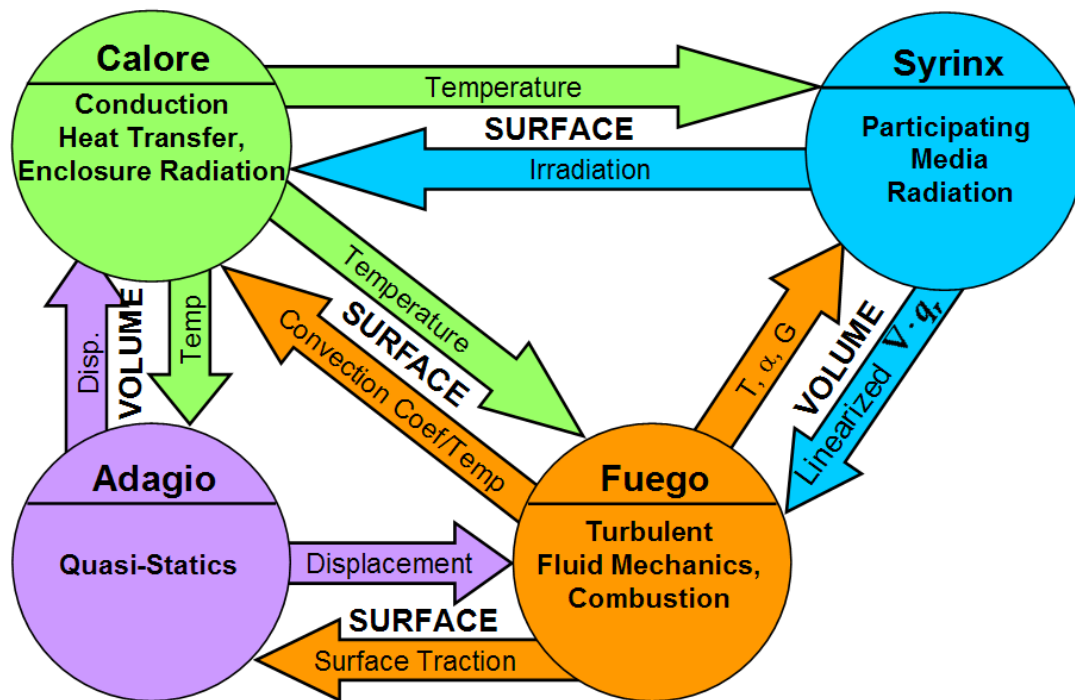 Calore
Conduction
Heat Transfer,
Enclosure Radiation
Temperature
SURFACE
Irradiation
Syrinx
Participating
Media
Radiation
Disp.
VOLUME
Temp
Temperature
SURFACE
Convection Coef/Temp
T, α, G
VOLUME
Linearized ∇·qᵣ
Adagio
Quasi-Statics
Displacement
SURFACE
Surface Traction
Fuego
Turbulent
Fluid Mechanics,
Combustion